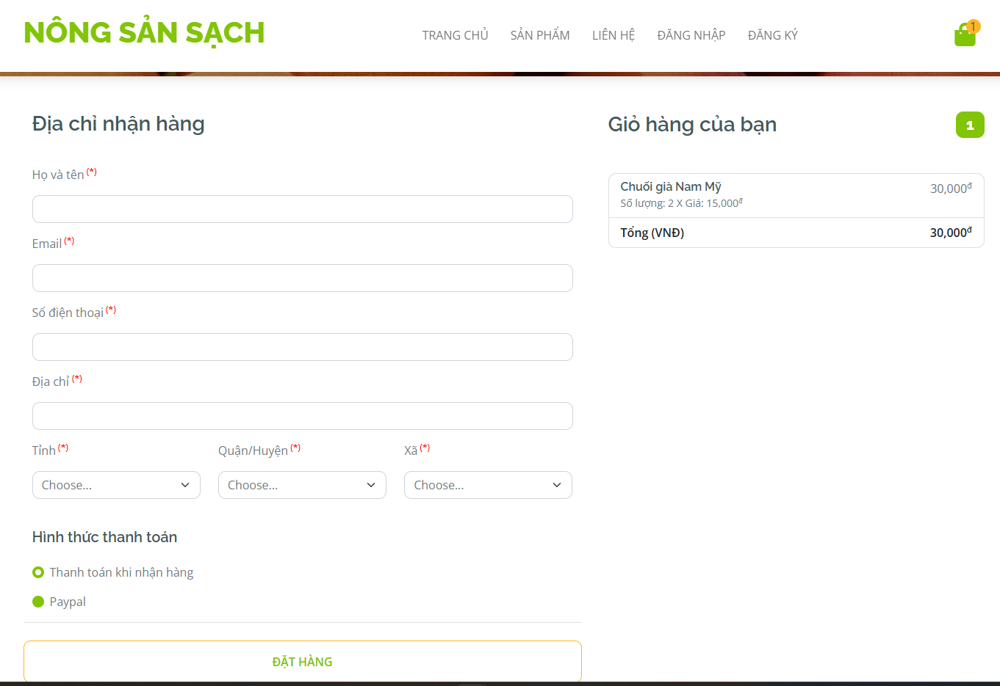 NÔNG SẢN SẠCH
TRANG CHỦ SẢN PHẨM LIÊN HỆ ĐĂNG NHẬP ĐĂNG KÝ
1
Địa chỉ nhận hàng
Họ và tên (*)
Email (*)
Số điện thoại (*)
Địa chỉ (*)
Tỉnh (*) Quận/Huyện (*) Xã (*)
Choose... Choose... Choose...
Hình thức thanh toán
Thanh toán khi nhận hàng
Paypal
ĐẶT HÀNG
Giỏ hàng của bạn 1
Chuối già Nam Mỹ 30,000đ
Số lượng: 2 X Giá: 15,000đ
Tổng (VNĐ) 30,000đ